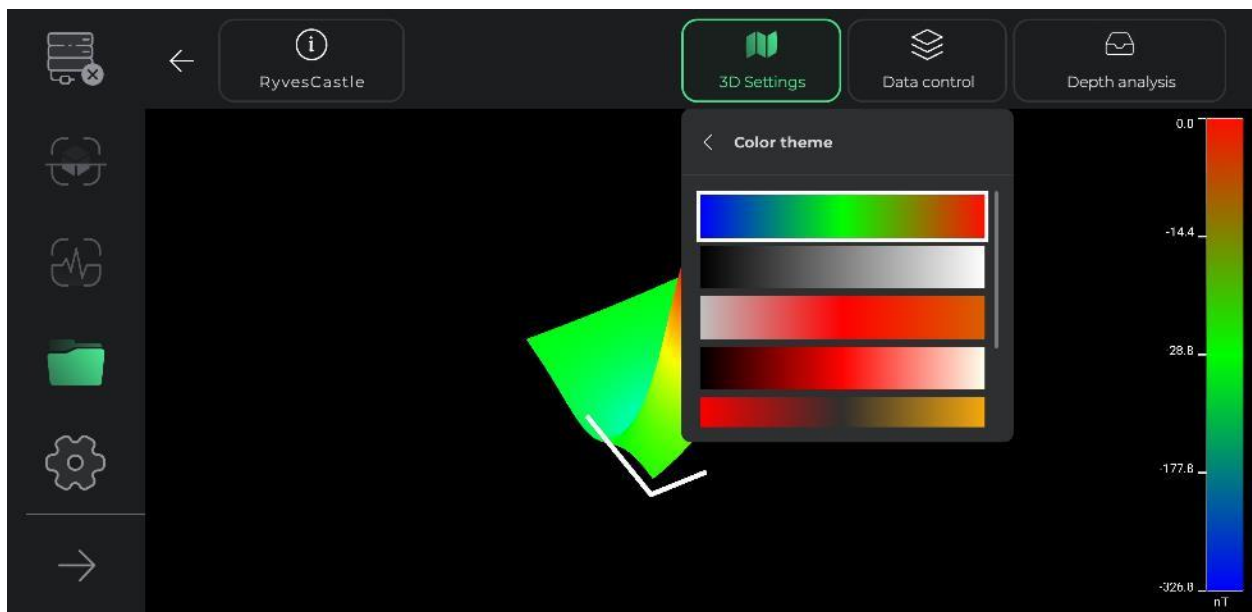 RyvesCastle
3D Settings
Data control
Depth analysis
Color theme
0.0
-14.4
28.8
-177.8
-326.8
nT